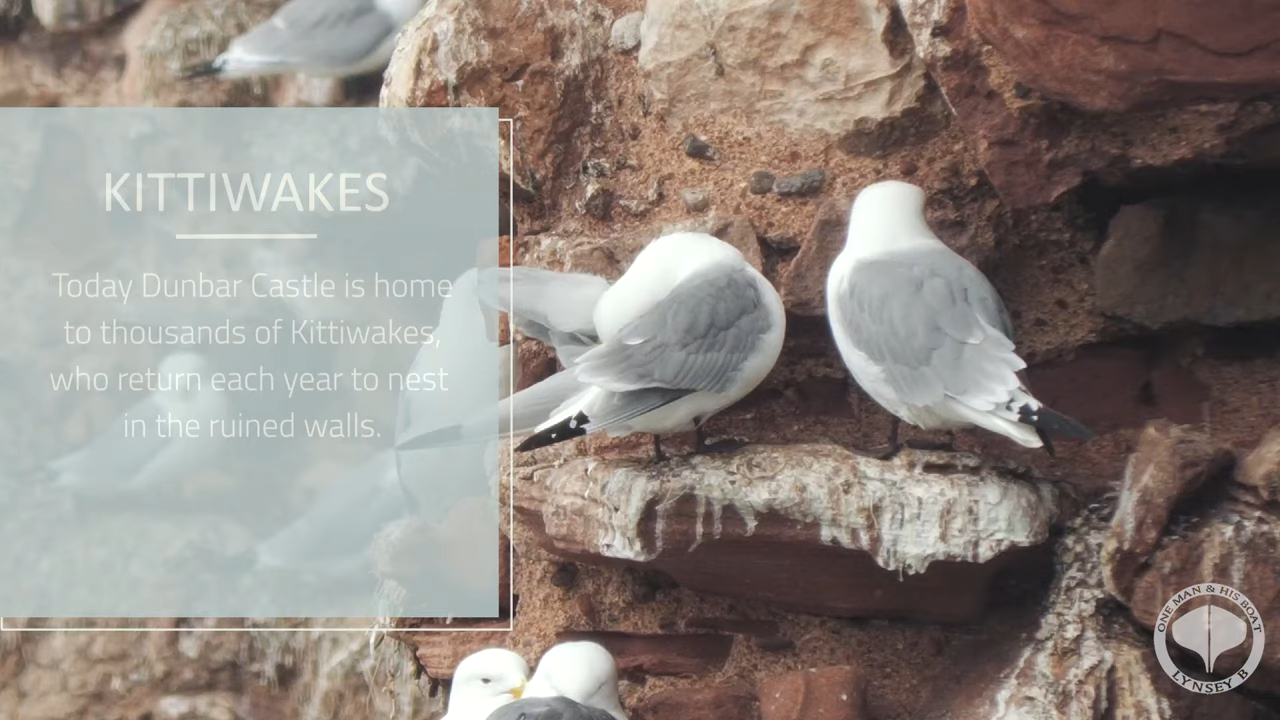 KITTIWAKES
Today Dunbar Castle is home
to thousands of Kittiwakes,
who return each year to nest
in the ruined walls.
ONE MAN & HIS BOAT
LYNSEY B